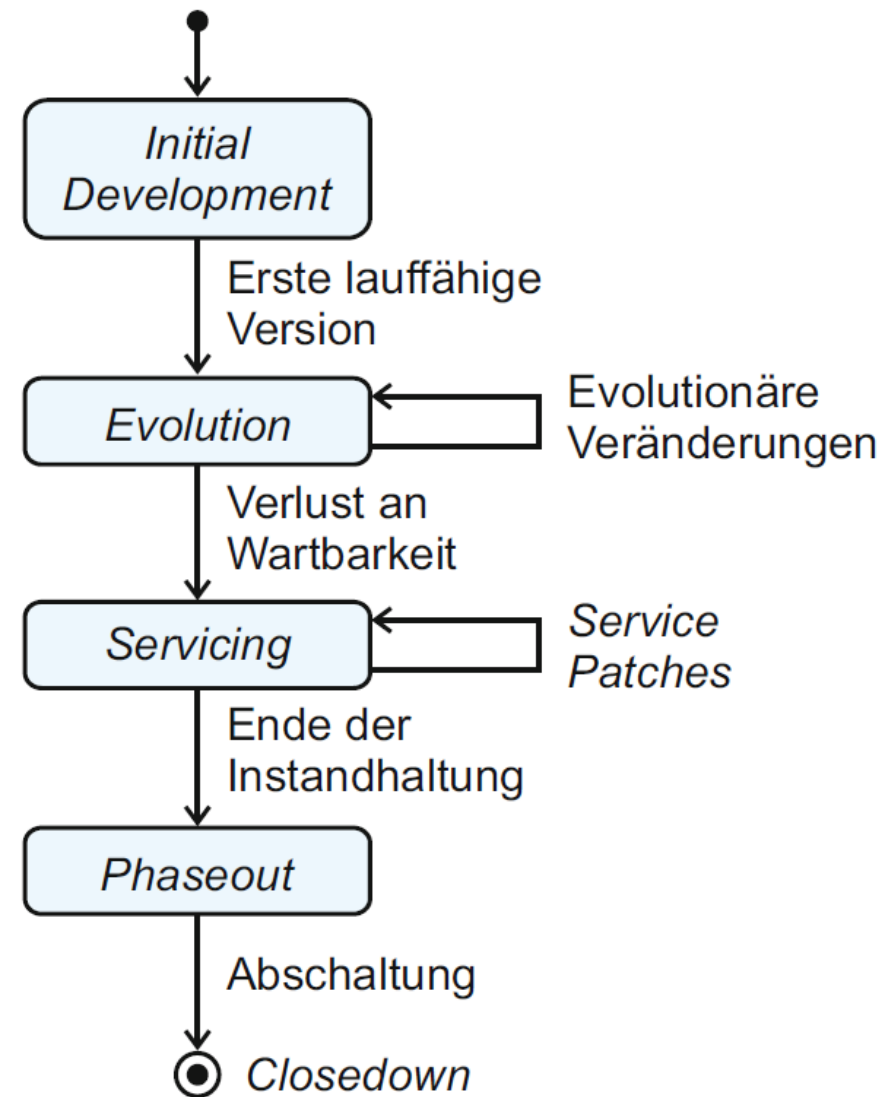 Initial
Development
Erste lauffähige
Version
Evolution
Evolutionäre
Veränderungen
Verlust an
Wartbarkeit
Servicing
Service
Patches
Ende der
Instandhaltung
Phaseout
Abschaltung
Closedown